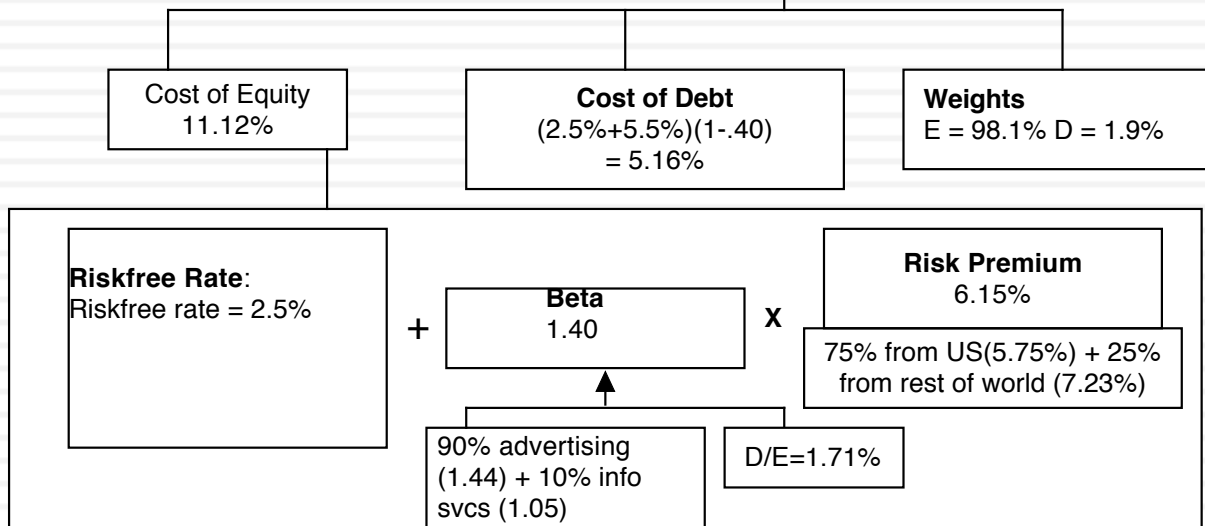 Cost of Equity
11.12%
Cost of Debt
(2.5%+5.5%)(1-.40)
= 5.16%
Weights
E = 98.1% D = 1.9%
Riskfree Rate:
Riskfree rate = 2.5%
+
Beta
1.40
X
Risk Premium
6.15%
75% from US(5.75%) + 25%
from rest of world (7.23%)
90% advertising
(1.44) + 10% info
svcs (1.05)
D/E=1.71%